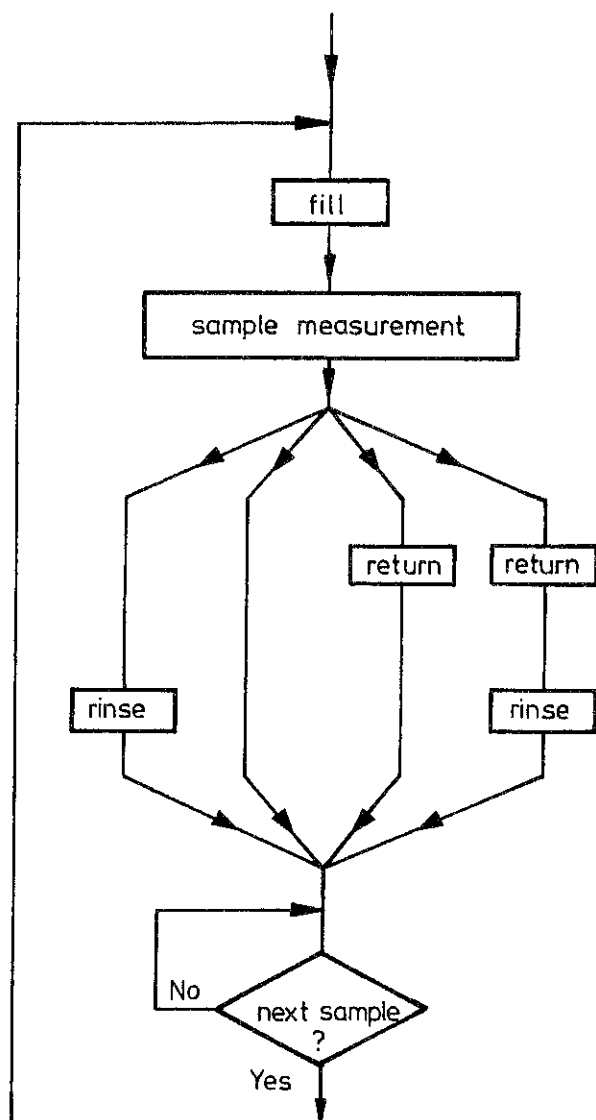 fill
sample measurement
return
return
rinse
rinse
No
next sample
?
Yes